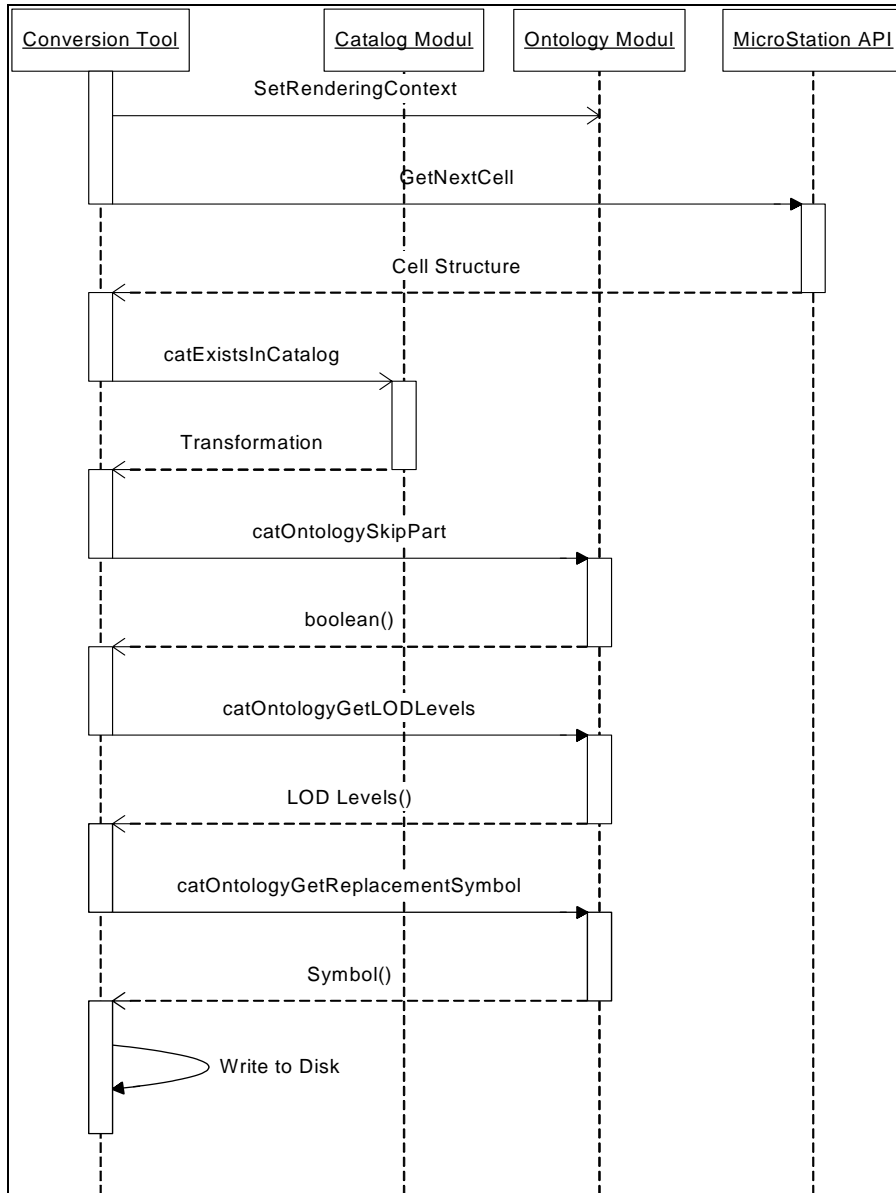 Conversion Tool
Catalog Modul
Ontology Modul
MicroStation API
SetRenderingContext
GetNextCell
Cell Structure
catExistsInCatalog
Transformation
catOntologySkipPart
boolean()
catOntologyGetLODLevels
LOD Levels()
catOntologyGetReplacementSymbol
Symbol()
Write to Disk